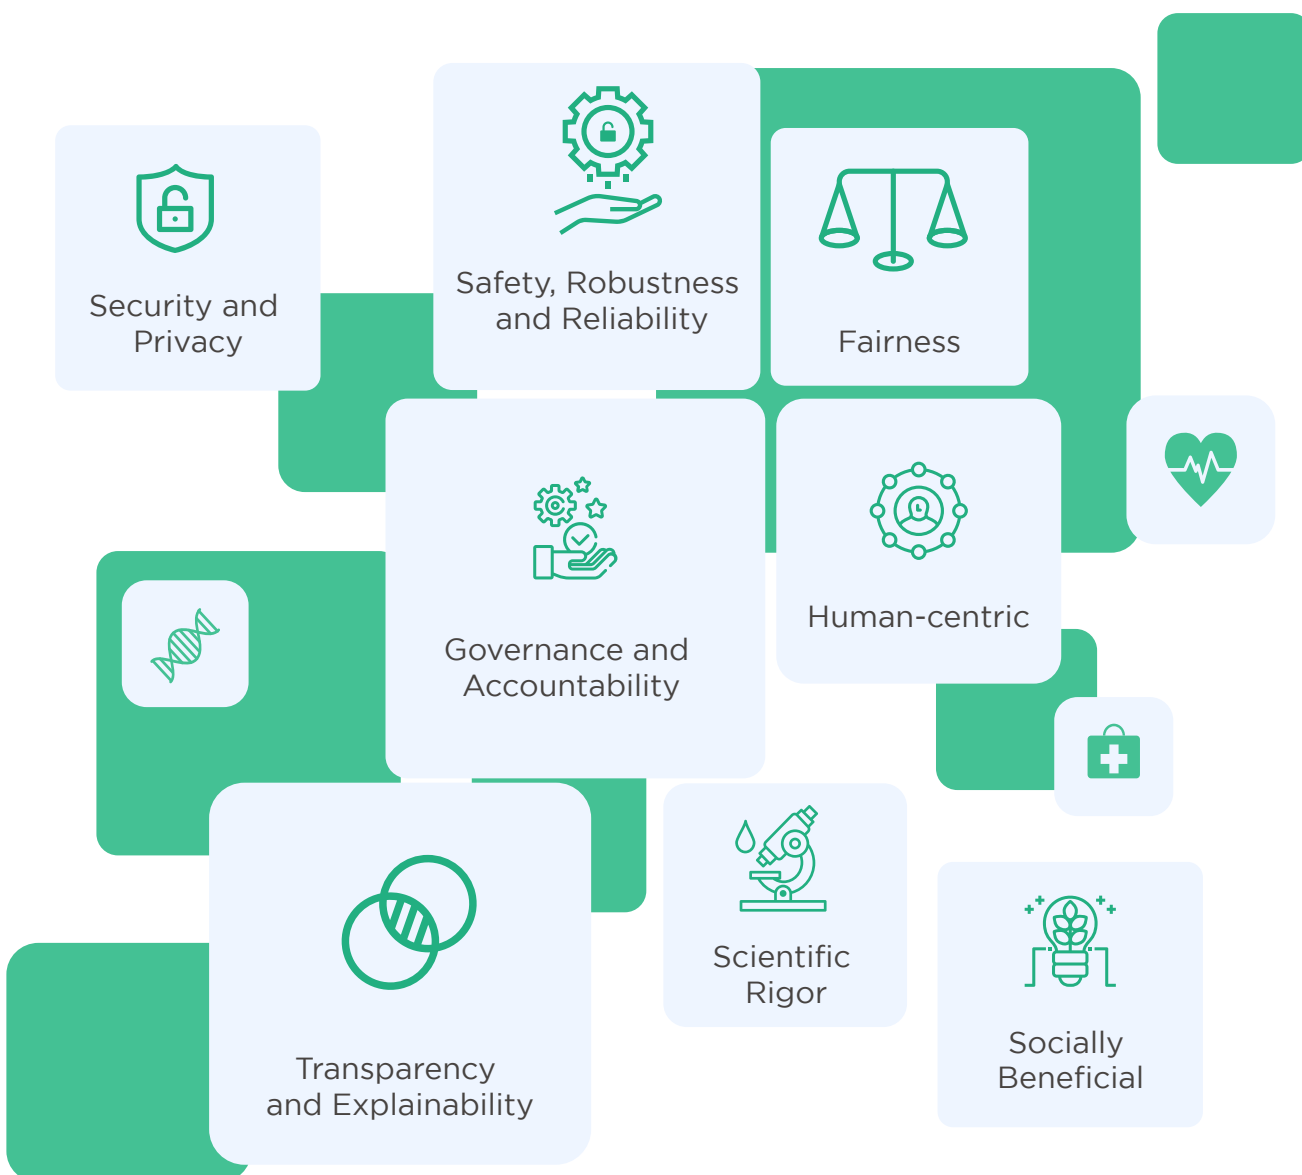 Security and
Privacy
Safety, Robustness
and Reliability
Fairness
Governance and
Accountability
Human-centric
Transparency
and Explainability
Scientific
Rigor
Socially
Beneficial